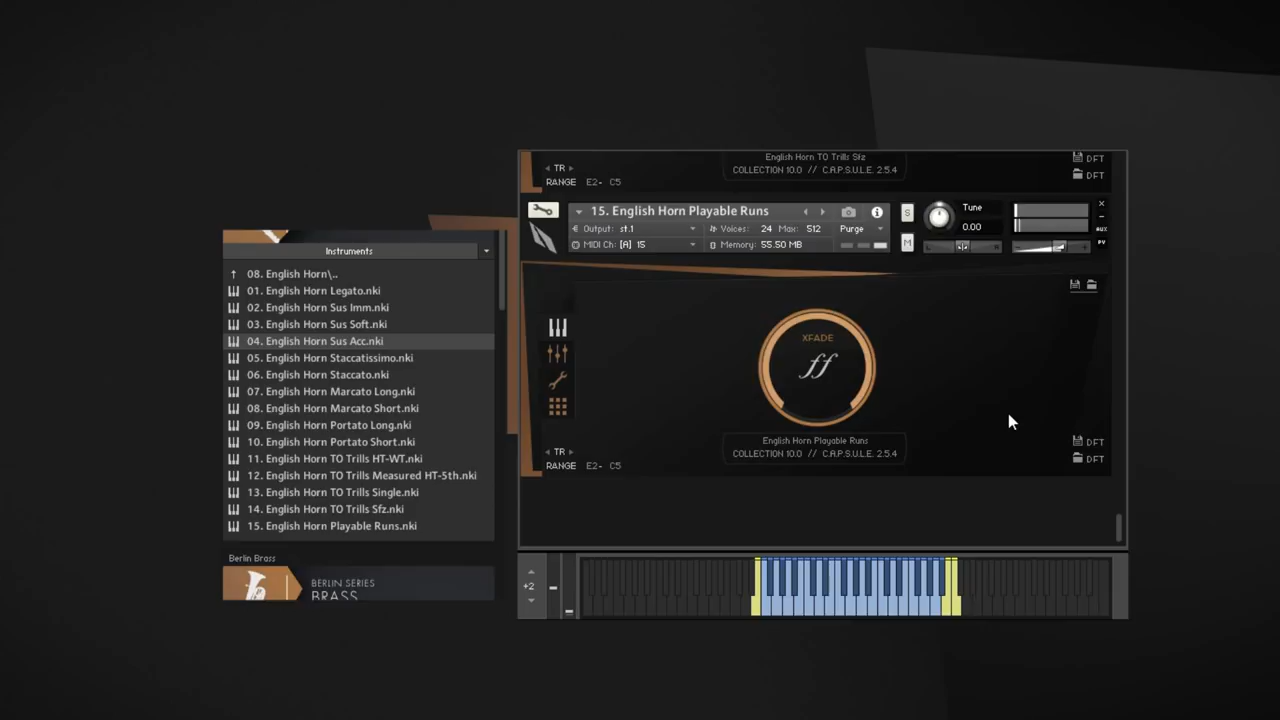 Instruments
08. English Horn\..
01. English Horn Legato.nki
02. English Horn Sus Imm.nki
03. English Horn Sus Soft.nki
04. English Horn Sus Acc.nki
05. English Horn Staccatissimo.nki
06. English Horn Staccato.nki
07. English Horn Marcato Long.nki
08. English Horn Marcato Short.nki
09. English Horn Portato Long.nki
10. English Horn Portato Short.nki
11. English Horn TO Trills HT-WT.nki
12. English Horn TO Trills Measured HT-5th.nki
13. English Horn TO Trills Single.nki
14. English Horn TO Trills Sfz.nki
15. English Horn Playable Runs.nki
Berlin Brass
BERLIN SERIES
BRASS
English Horn TO Trills Sfz
COLLECTION 10.0 // C.A.P.S.U.L.E. 2.5.4
TR
RANGE E2- C5
DFT
DFT
15. English Horn Playable Runs
Output: st.1
Voices: 24 Max: 512
Purge
MIDI Ch: [A] 15
Memory: 55.50 MB
S
M
Tune
0.00
L
R
AUX
PV
XFADE
ff
English Horn Playable Runs
COLLECTION 10.0 // C.A.P.S.U.L.E. 2.5.4
TR
RANGE E2- C5
DFT
DFT
+2